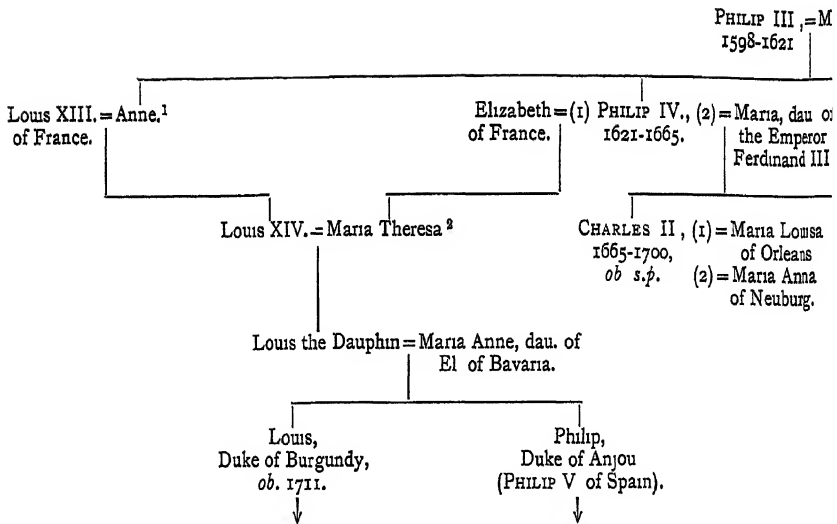 PHILIP III, = M
1598-1621
Louis XIII. = Anne.¹
of France.
Elizabeth = (1) PHILIP IV., (2) = Maria, dau of
of France.
1621-1665.
the Emperor
Ferdinand III
Louis XIV. = Maria Theresa ²
CHARLES II, (1) = Maria Louisa
1665-1700,
of Orleans
ob s.p.
(2) = Maria Anna
of Neuburg.
Louis the Dauphin = Maria Anne, dau. of
El of Bavaria.
Louis,
Duke of Burgundy,
ob. 1711.
Philip,
Duke of Anjou
(PHILIP V of Spain).